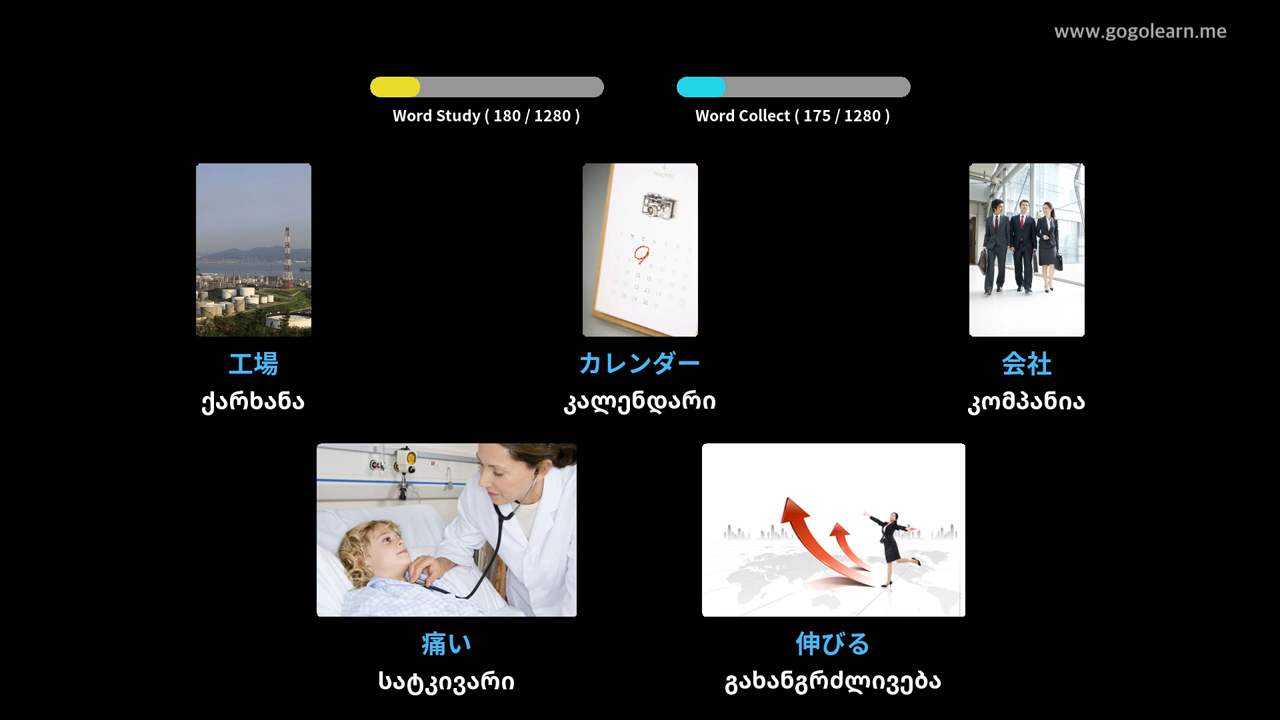 www.gogolearn.me
Word Study ( 180 / 1280 )
Word Collect ( 175 / 1280 )
工場
カレンダー
会社
ქარხანა
კალენდარი
კომპანია
痛い
伸びる
სატკივარი
გახანგრძლივება